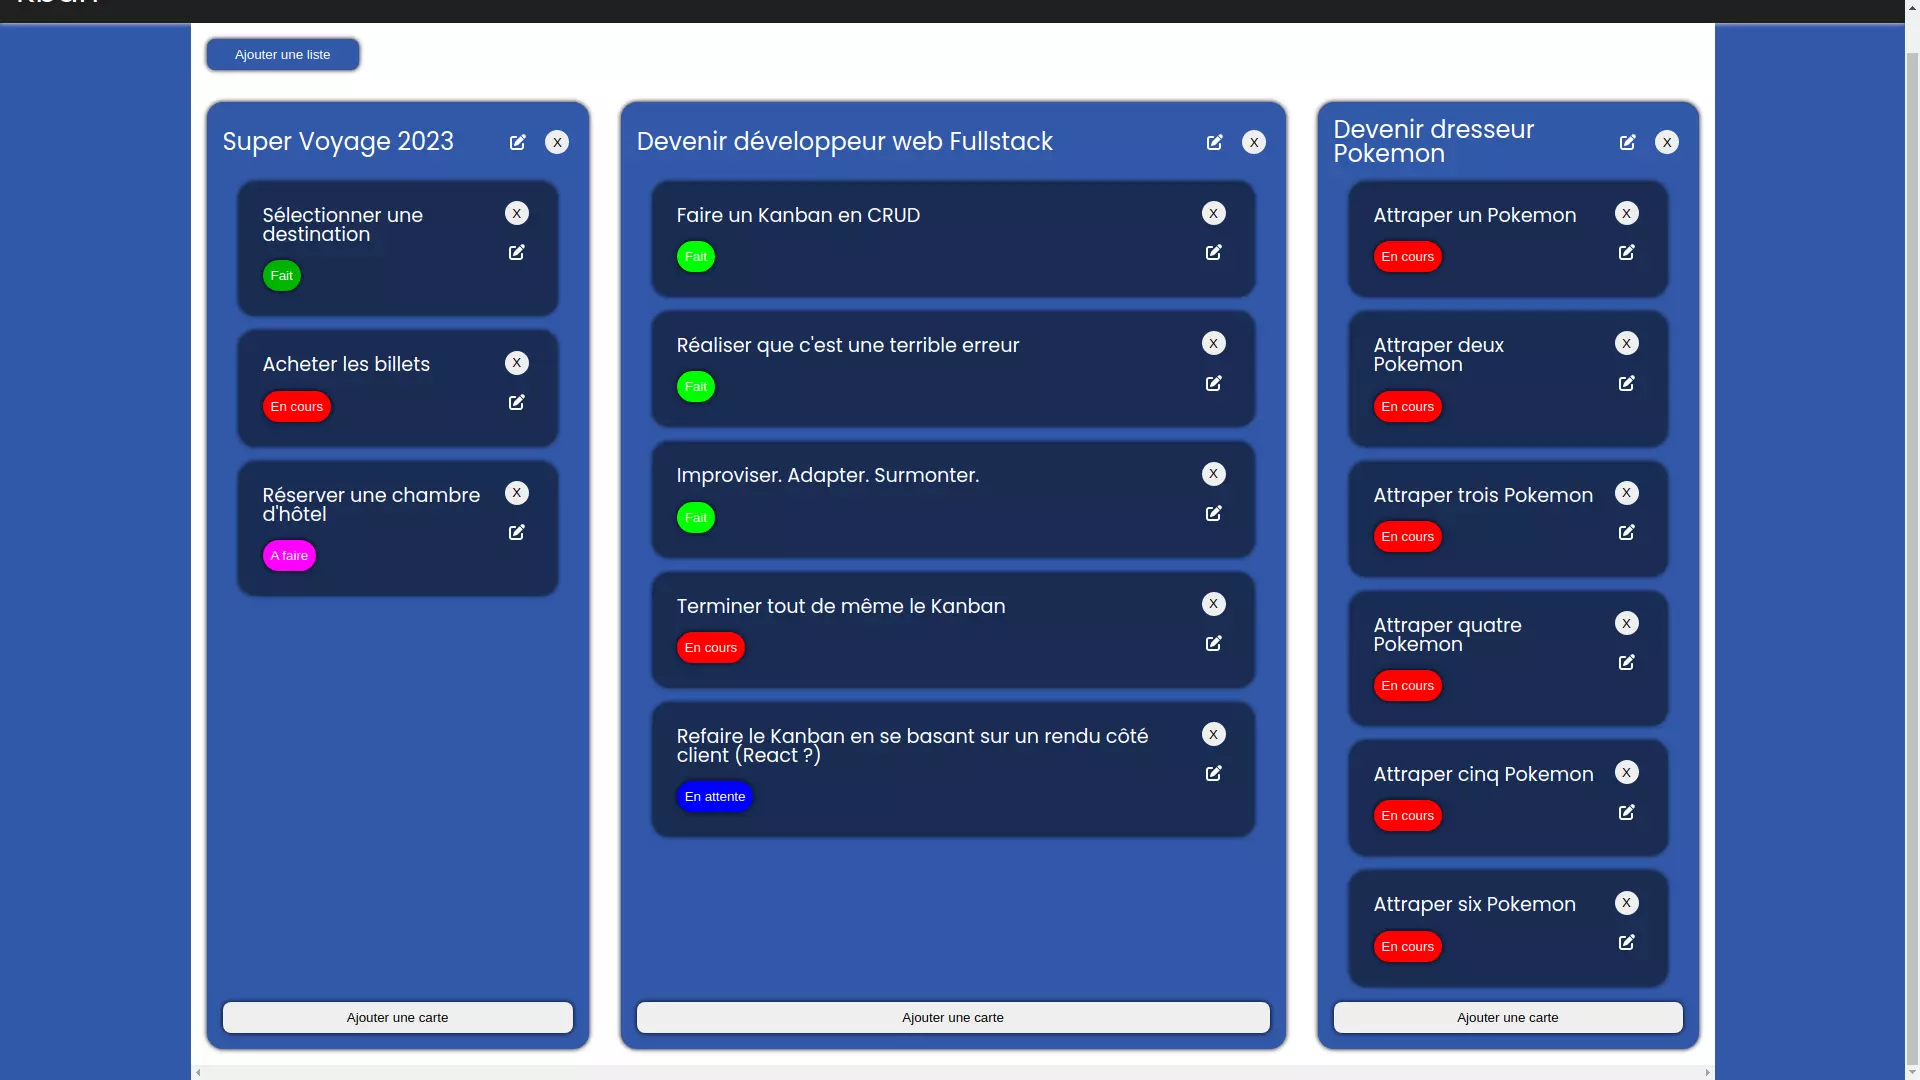 Ajouter une liste
Super Voyage 2023
X
Sélectionner une
destination
X
Fait
Acheter les billets
X
En cours
Réserver une chambre
d'hôtel
X
A faire
Ajouter une carte
Devenir développeur web Fullstack
X
Faire un Kanban en CRUD
X
Fait
Réaliser que c'est une terrible erreur
X
Fait
Improviser. Adapter. Surmonter.
X
Fait
Terminer tout de même le Kanban
X
En cours
Refaire le Kanban en se basant sur un rendu côté
client (React ?)
X
En attente
Ajouter une carte
Devenir dresseur
Pokemon
X
Attraper un Pokemon
X
En cours
Attraper deux
Pokemon
X
En cours
Attraper trois Pokemon
X
En cours
Attraper quatre
Pokemon
X
En cours
Attraper cinq Pokemon
X
En cours
Attraper six Pokemon
X
En cours
Ajouter une carte